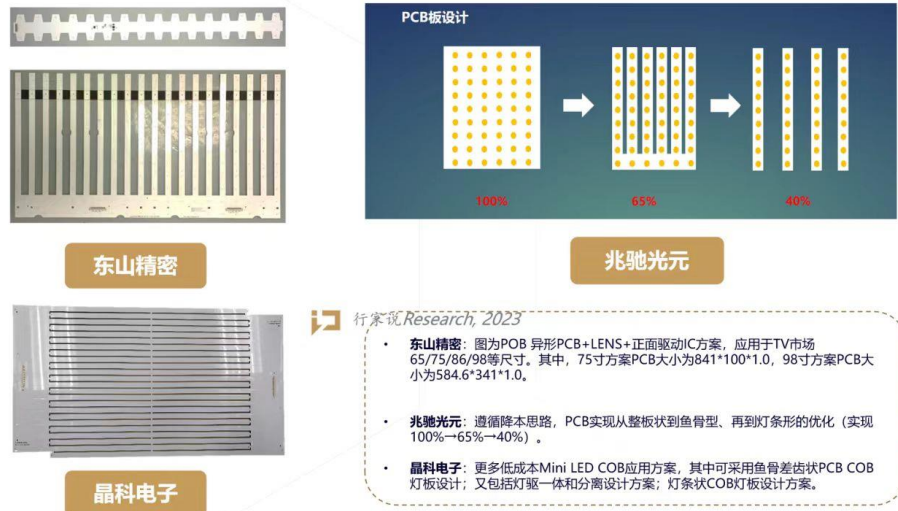 PCB板设计
100%
65%
40%
东山精密
兆驰光元
行家说Research, 2023
• 东山精密：图为POB 异形PCB+LENS+正面驱动IC方案，应用于TV市场
65/75/86/98等尺寸。其中，75寸方案PCB大小为841*100*1.0，98寸方案PCB大
小为584.6*341*1.0。
• 兆驰光元：遵循降本思路，PCB实现从整板状到鱼骨型、再到灯条形的优化（实现
100%→65%→40%）。
• 晶科电子：更多低成本Mini LED COB应用方案，其中可采用鱼骨差齿状PCB COB
灯板设计；又包括灯驱一体和分离设计方案；灯条状COB灯板设计方案。
晶科电子